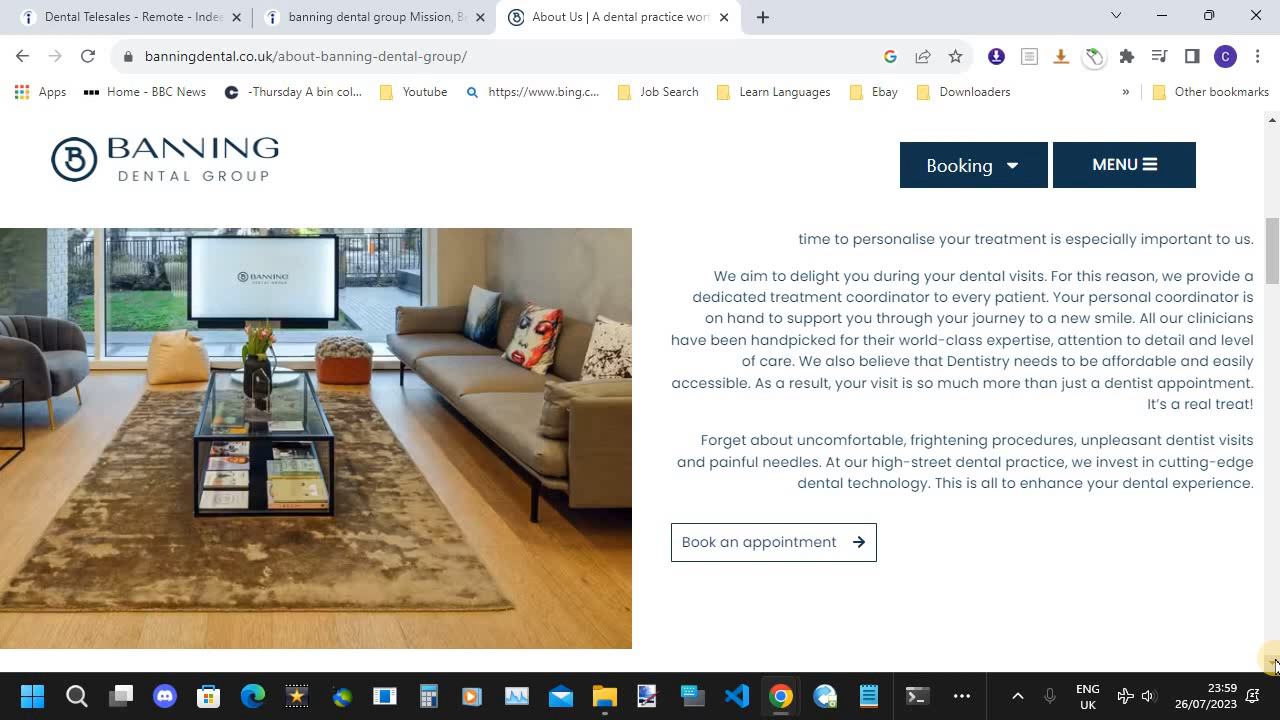 Dental Telesales - Remote - Inde
banning dental group Mission, B
About Us | A dental practice wor
banningdental.co.uk/about-banning-dental-group/
C
Apps
Home - BBC News
-Thursday A bin col...
Youtube
https://www.bing.c...
Job Search
Learn Languages
Ebay
Downloaders
»
Other bookmarks
BANNING
DENTAL GROUP
Booking
MENU
BANNING
DENTAL GROUP
time to personalise your treatment is especially important to us.
We aim to delight you during your dental visits. For this reason, we provide a
dedicated treatment coordinator to every patient. Your personal coordinator is
on hand to support you through your journey to a new smile. All our clinicians
have been handpicked for their world-class expertise, attention to detail and level
of care. We also believe that Dentistry needs to be affordable and easily
accessible. As a result, your visit is so much more than just a dentist appointment.
It's a real treat!
Forget about uncomfortable, frightening procedures, unpleasant dentist visits
and painful needles. At our high-street dental practice, we invest in cutting-edge
dental technology. This is all to enhance your dental experience.
Book an appointment
ENG
UK
23:59
26/07/2023